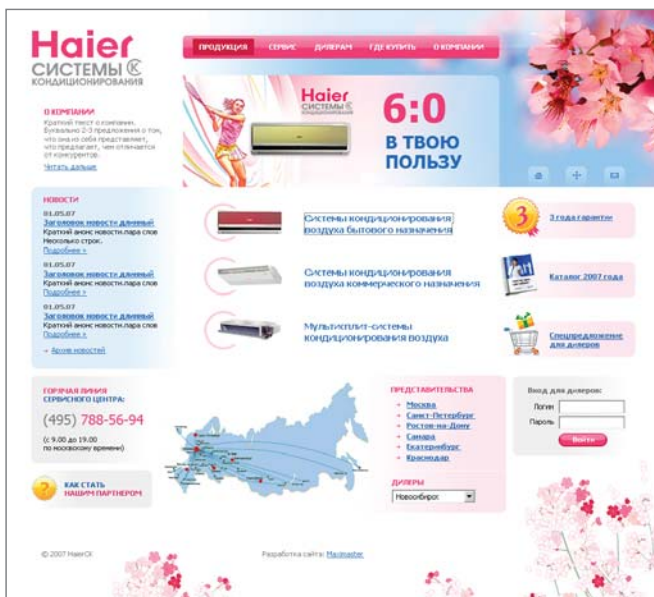 Haier
СИСТЕМЫ
КОНДИЦИОНИРОВАНИЯ
ПРОДУКЦИЯ СЕРВИС ДИЛЕРАМ ГДЕ КУПИТЬ О КОМПАНИИ
Haier
СИСТЕМЫ
КОНДИЦИОНИРОВАНИЯ
6:0
В ТВОЮ
ПОЛЬЗУ
О КОМПАНИИ
Краткий текст о компании.
Буквально 2-3 предложения о том,
что она из себя представляет,
что предлагает, чем отличается
от конкурентов.
Читать дальше
НОВОСТИ
01.05.07
Заголовок новости длинный
Краткий анонс новости.пара слов
Несколько строк.
Подробнее »
01.05.07
Заголовок новости длинный
Краткий анонс новости.пара слов
Подробнее »
01.05.07
Заголовок новости длинный
Краткий анонс новости.пара слов
Подробнее »
Архив новостей
Системы кондиционирования
воздуха бытового назначения
Системы кондиционирования
воздуха коммерческого назначения
Мультисплит-системы
кондиционирования воздуха
3
3 года гарантии
Каталог 2007 года
Спецпредложение
для дилеров
ГОРЯЧАЯ ЛИНИЯ
СЕРВИСНОГО ЦЕНТРА:
(495) 788-56-94
(с 9.00 до 19.00
по московскому времени)
?
КАК СТАТЬ
НАШИМ ПАРТНЕРОМ
ПРЕДСТАВИТЕЛЬСТВА
Москва
Санкт-Петербург
Ростов-на-Дону
Самара
Екатеринбург
Краснодар
ДИЛЕРЫ
Новосибирск
Вход для дилеров:
Логин
Пароль
Войти
© 2007 HaierCK
Разработка сайта: Maxmaster